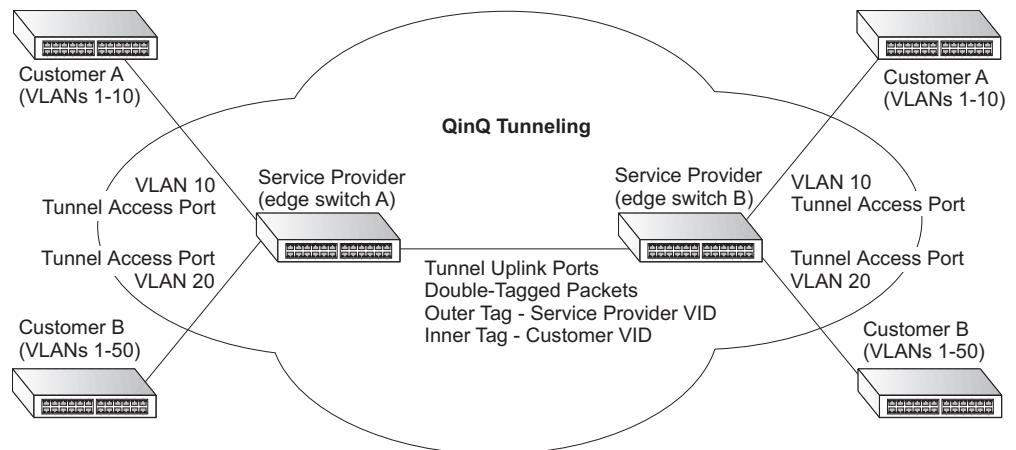 Customer A
(VLANs 1-10)
Customer A
(VLANs 1-10)
QinQ Tunneling
VLAN 10
Tunnel Access Port
Service Provider
(edge switch A)
Service Provider
(edge switch B)
VLAN 10
Tunnel Access Port
Tunnel Access Port
VLAN 20
Tunnel Uplink Ports
Double-Tagged Packets
Outer Tag - Service Provider VID
Inner Tag - Customer VID
Tunnel Access Port
VLAN 20
Customer B
(VLANs 1-50)
Customer B
(VLANs 1-50)